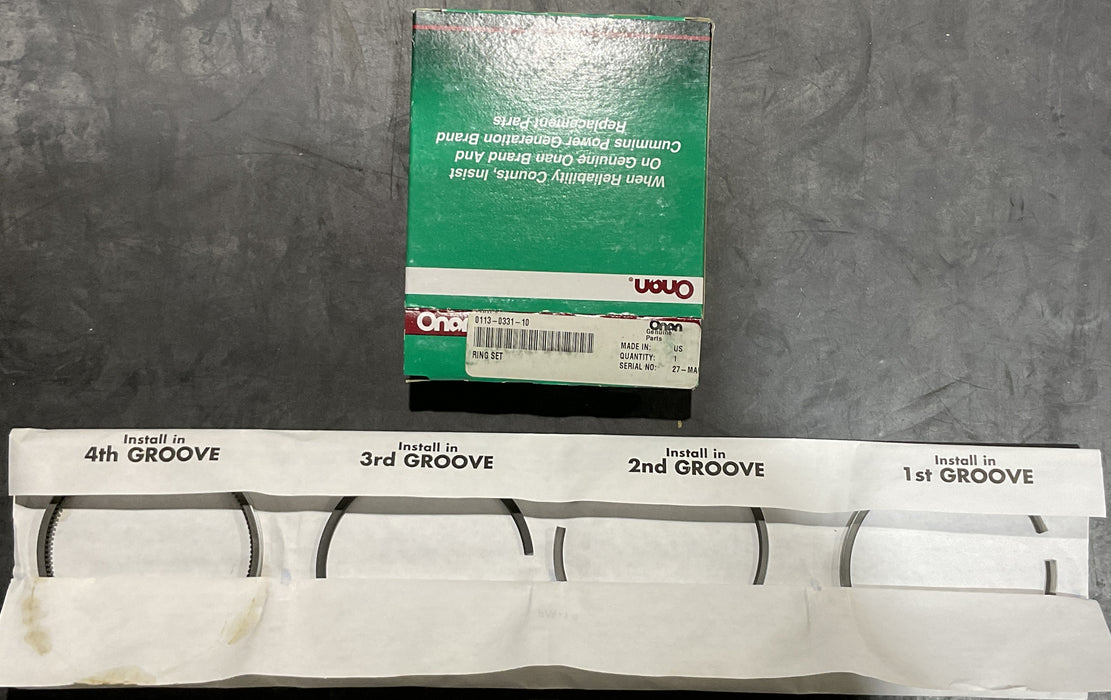 When Reliability Counts, Insist
On Genuine Onan Brand And
Cummins Power Generation Brand
Replacement Parts
Onan®
Onan
0113-0331-10
RING SET
Onan
Genuine
Parts
MADE IN: US
QUANTITY: 1
SERIAL NO: 27-MA
Install in
4th GROOVE
Install in
3rd GROOVE
Install in
2nd GROOVE
Install in
1st GROOVE